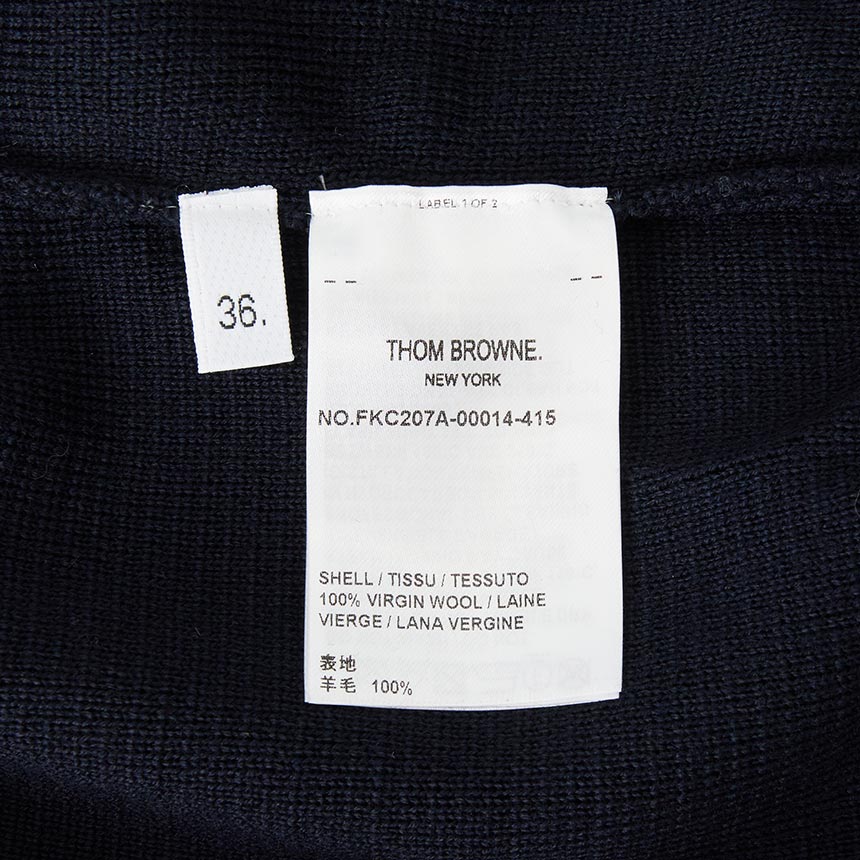 36.
LABEL 1 OF 2
THOM BROWNE.
NEW YORK
NO.FKC207A-00014-415
SHELL / TISSU / TESSUTO
100% VIRGIN WOOL / LAINE
VIERGE / LANA VERGINE
表地
羊毛 100%